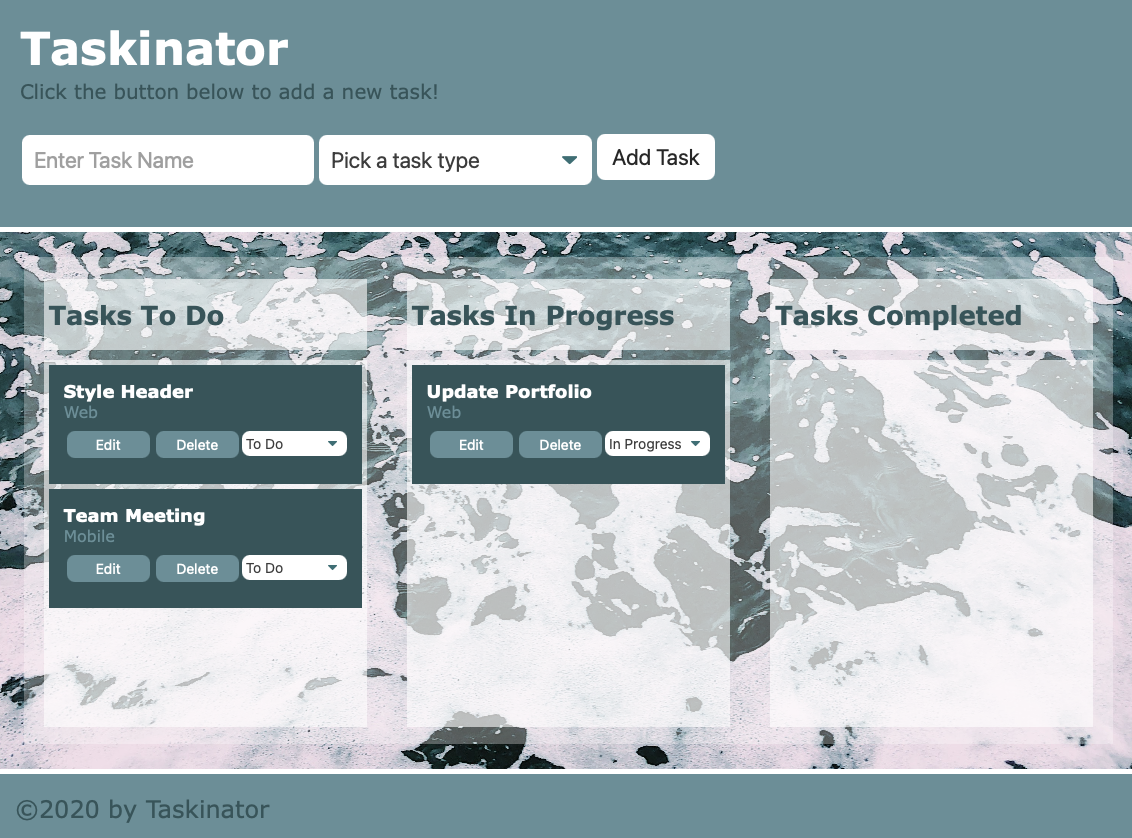 Taskinator
Click the button below to add a new task!
Enter Task Name
Pick a task type
Add Task
Tasks To Do
Style Header
Web
Edit
Delete
To Do
Team Meeting
Mobile
Edit
Delete
To Do
Tasks In Progress
Update Portfolio
Web
Edit
Delete
In Progress
Tasks Completed
©2020 by Taskinator